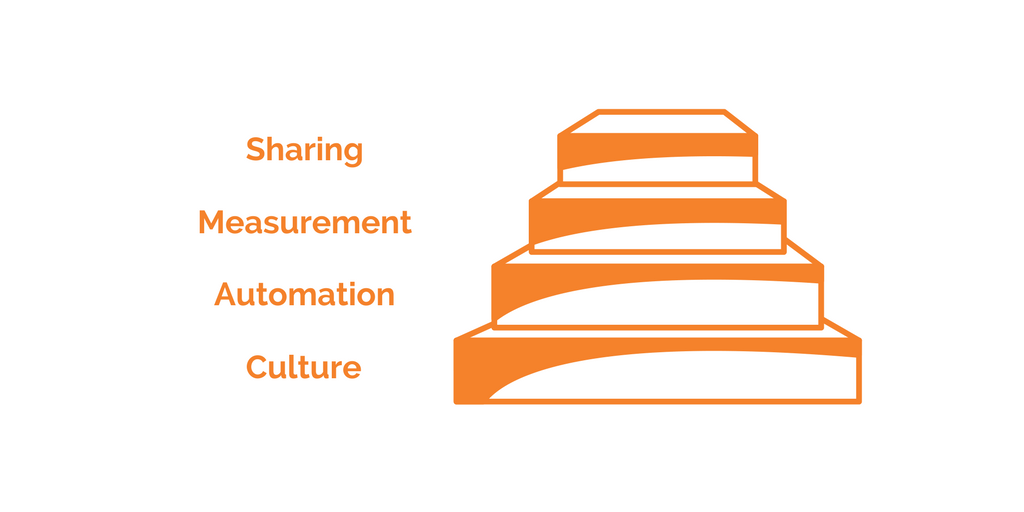 Sharing
Measurement
Automation
Culture